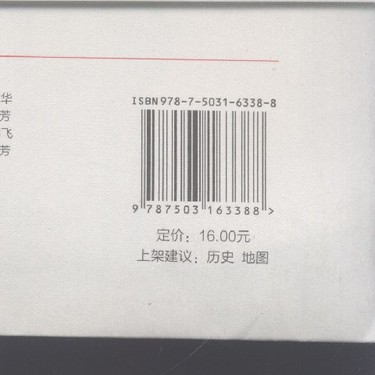 华
芳
飞
芳
ISBN 978-7-5031-6338-8
9 787503 163388 >
定价：16.00元
上架建议：历史 地图